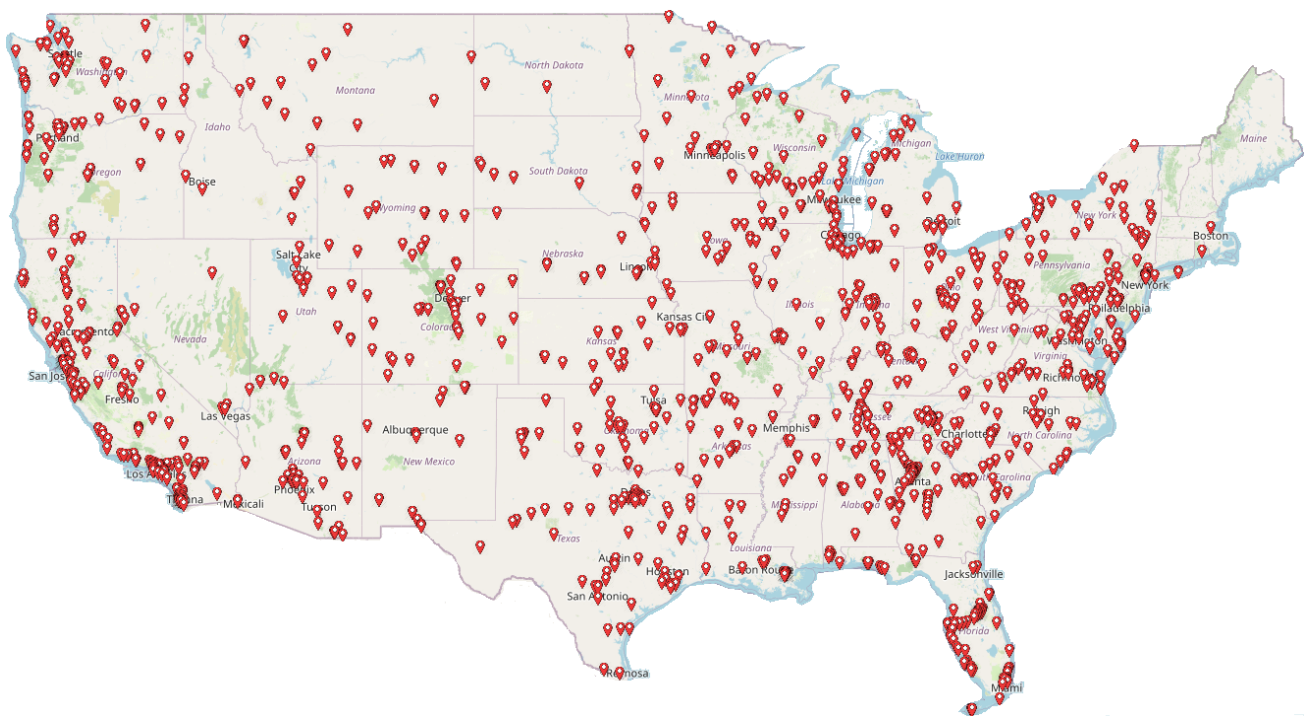 Seattle
Washington
North Dakota
Montana
Minnesota
Idaho
Portland
Maine
Michigan
Wisconsin
Minneapolis
Lake Huron
Oregon
South Dakota
Boise
Lake Michigan
Milwaukee
Wyoming
New York
Detroit
Boston
Chicago
Iowa
Nebraska
Salt Lake
City
Lincoln
Pennsylvania
New York
Denver
Illinois
Indiana
Ohio
Utah
Philadelphia
Kansas City
Sacramento
Colorado
West Virginia
Nevada
Kansas
Missouri
Washington
Virginia
Kentucky
San Jose
California
Richmond
Fresno
Tulsa
Las Vegas
Raleigh
Tennessee
Albuquerque
Memphis
Oklahoma
Charlotte
North Carolina
Arkansas
Arizona
New Mexico
Los Angeles
South Carolina
Atlanta
Phoenix
Dallas
Tijuana
Mexicali
Tucson
Mississippi
Alabama
Texas
Louisiana
Austin
Houston
Baton Rouge
Jacksonville
San Antonio
Florida
Reynosa
Miami